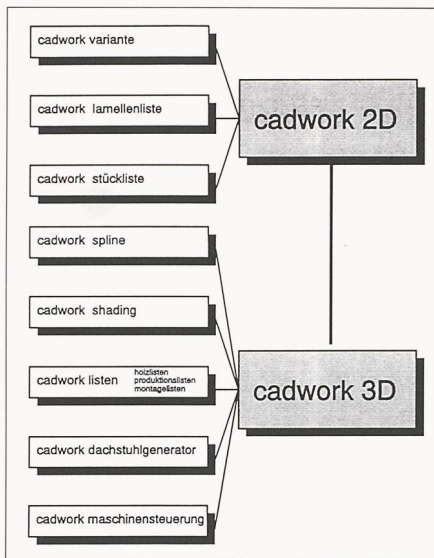 cadwork variante
cadwork lamellenliste
cadwork stückliste
cadwork 2D
cadwork spline
cadwork shading
cadwork listen
holzlisten
produktionslisten
montagelisten
cadwork dachstuhlgenerator
cadwork maschinensteuerung
cadwork 3D